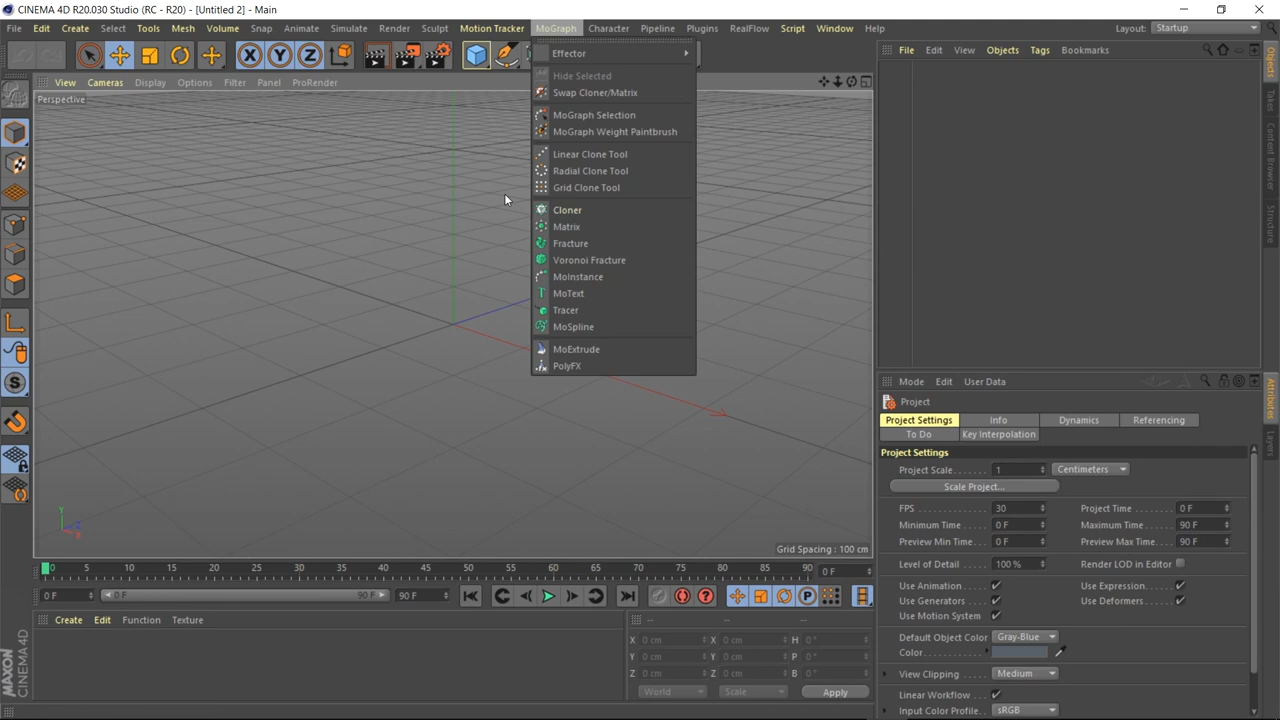 CINEMA 4D R20.030 Studio (RC - R20) - [Untitled 2] - Main
File Edit Create Select Tools Mesh Volume Snap Animate Simulate Render Sculpt Motion Tracker MoGraph Character Pipeline Plugins RealFlow Script Window Help Layout: Startup
X Y Z
File Edit View Objects Tags Bookmarks
View Cameras Display Options Filter Panel ProRender
Perspective
Effector
Hide Selected
Swap Cloner/Matrix
MoGraph Selection
MoGraph Weight Paintbrush
Linear Clone Tool
Radial Clone Tool
Grid Clone Tool
Cloner
Matrix
Fracture
Voronoi Fracture
MoInstance
MoText
Tracer
MoSpline
MoExtrude
PolyFX
Y
Z
X
Grid Spacing : 100 cm
Objects
Takes
Content Browser
Structure
Attributes
Layers
Mode Edit User Data
Project
Project Settings Info Dynamics Referencing
To Do Key Interpolation
Project Settings
Project Scale....... 1 Centimeters
Scale Project...
FPS 30 Project Time 0 F
Minimum Time 0 F Maximum Time 90 F
Preview Min Time 0 F Preview Max Time 90 F
Level of Detail 100 % Render LOD in Editor
Use Animation Use Expression
Use Generators Use Deformers
Use Motion System
Default Object Color Gray-Blue
Color
View Clipping Medium
Linear Workflow
Input Color Profile sRGB
0 5 10 15 20 25 30 35 40 45 50 55 60 65 70 75 80 85 90 0 F
0 F 0 F 90 F 90 F
P
Create Edit Function Texture
-- -- --
X 0 cm X 0 cm H 0 °
Y 0 cm Y 0 cm P 0 °
Z 0 cm Z 0 cm B 0 °
World Scale Apply
MAXON
CINEMA 4D